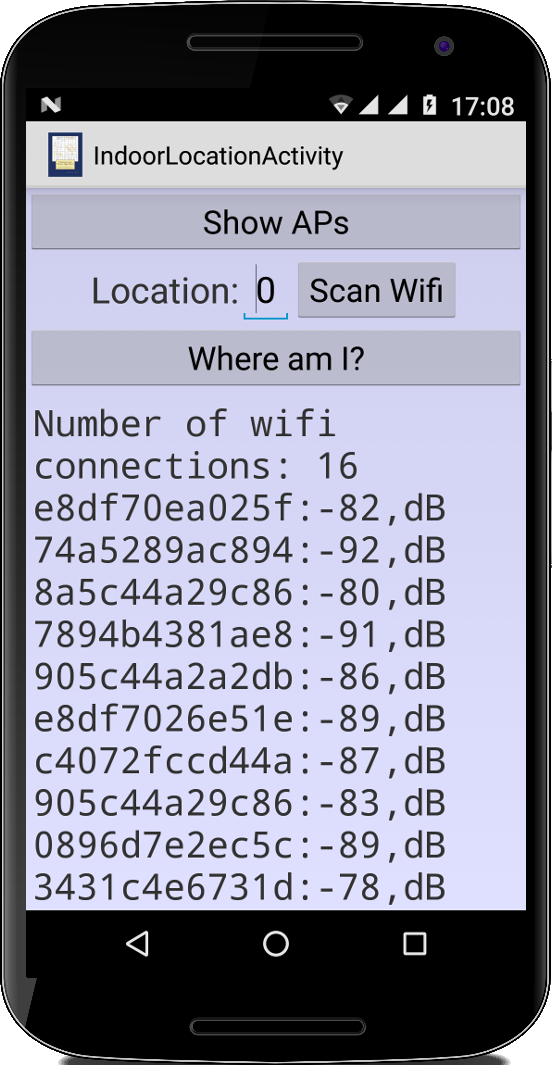 17:08
IndoorLocationActivity
Show APs
Location: 0 Scan Wifi
Where am I?
Number of wifi
connections: 16
e8df70ea025f:-82,dB
74a5289ac894:-92,dB
8a5c44a29c86:-80,dB
7894b4381ae8:-91,dB
905c44a2a2db:-86,dB
e8df7026e51e:-89,dB
c4072fccd44a:-87,dB
905c44a29c86:-83,dB
0896d7e2ec5c:-89,dB
3431c4e6731d:-78,dB